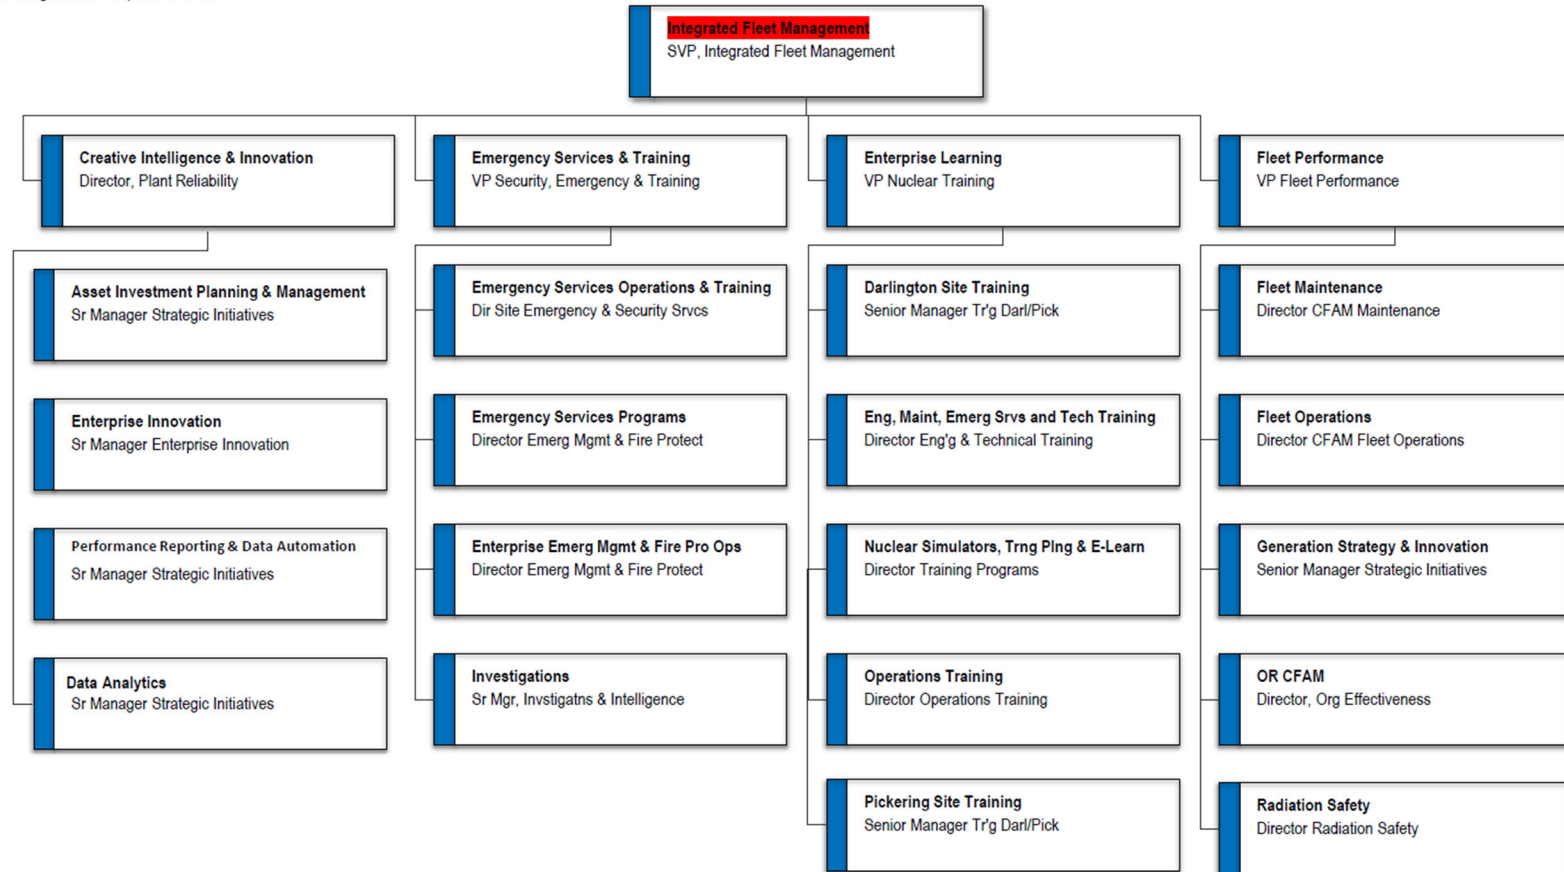 Integrated Fleet Management
SVP, Integrated Fleet Management
Creative Intelligence & Innovation
Director, Plant Reliability
Emergency Services & Training
VP Security, Emergency & Training
Enterprise Learning
VP Nuclear Training
Fleet Performance
VP Fleet Performance
Asset Investment Planning & Management
Sr Manager Strategic Initiatives
Enterprise Innovation
Sr Manager Enterprise Innovation
Performance Reporting & Data Automation
Sr Manager Strategic Initiatives
Data Analytics
Sr Manager Strategic Initiatives
Emergency Services Operations & Training
Dir Site Emergency & Security Srvcs
Emergency Services Programs
Director Emerg Mgmt & Fire Protect
Enterprise Emerg Mgmt & Fire Pro Ops
Director Emerg Mgmt & Fire Protect
Investigations
Sr Mgr, Invstigatns & Intelligence
Darlington Site Training
Senior Manager Tr'g Darl/Pick
Eng, Maint, Emerg Srvs and Tech Training
Director Eng'g & Technical Training
Nuclear Simulators, Trng Plng & E-Learn
Director Training Programs
Operations Training
Director Operations Training
Pickering Site Training
Senior Manager Tr'g Darl/Pick
Fleet Maintenance
Director CFAM Maintenance
Fleet Operations
Director CFAM Fleet Operations
Generation Strategy & Innovation
Senior Manager Strategic Initiatives
OR CFAM
Director, Org Effectiveness
Radiation Safety
Director Radiation Safety